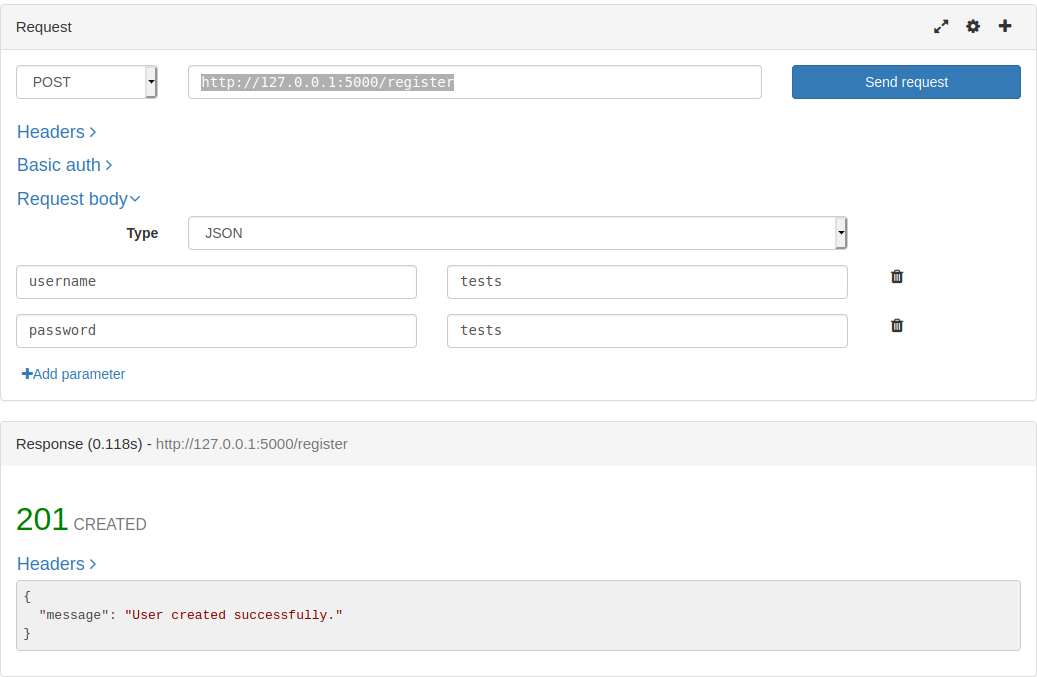 Request
POST http://127.0.0.1:5000/register Send request
Headers
Basic auth
Request body
Type JSON
username tests
password tests
Add parameter
Response (0.118s) - http://127.0.0.1:5000/register
201 CREATED
Headers
{
"message": "User created successfully."
}